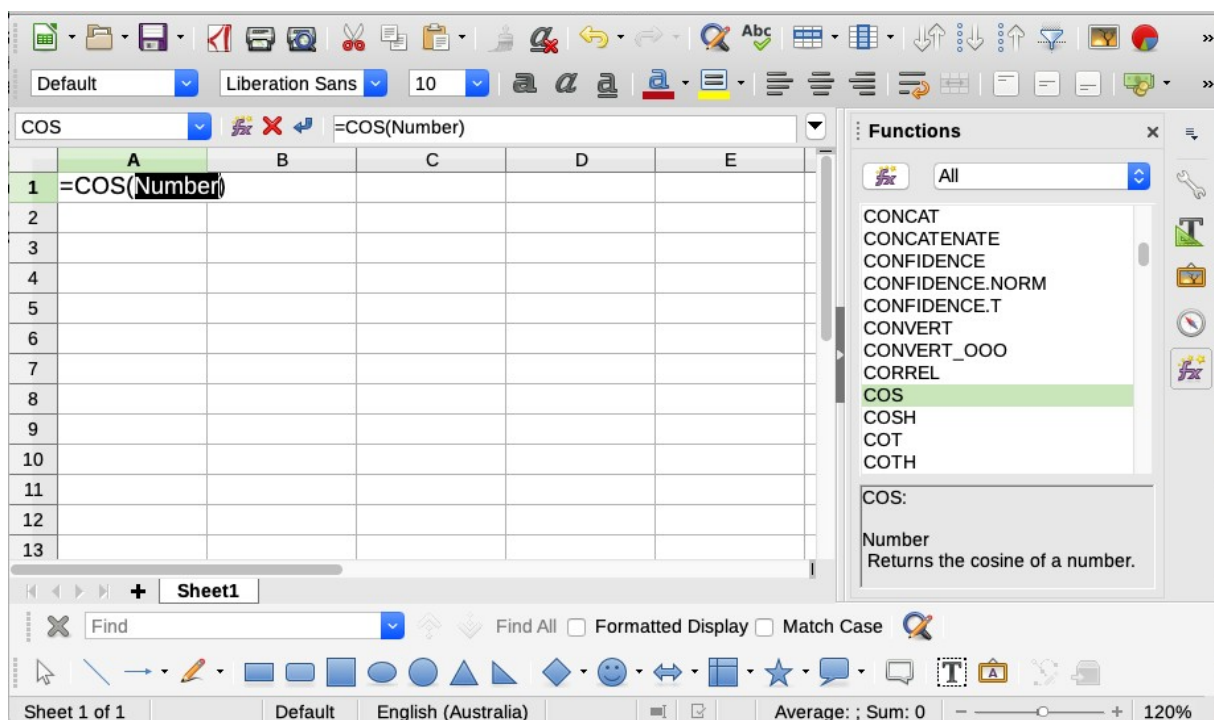 Abc
Default Liberation Sans 10 a a a a
COS fx =COS(Number)
Functions
A B C D E
fx All
1 =COS(Number)
2
3
4
5
6
7
8
9
10
11
12
13
CONCAT
CONCATENATE
CONFIDENCE
CONFIDENCE.NORM
CONFIDENCE.T
CONVERT
CONVERT_OOO
CORREL
COS
COSH
COT
COTH
COS:
Number
Returns the cosine of a number.
Sheet1
Find Find All Formatted Display Match Case
T A
Sheet 1 of 1 Default English (Australia) Average: ; Sum: 0 120%